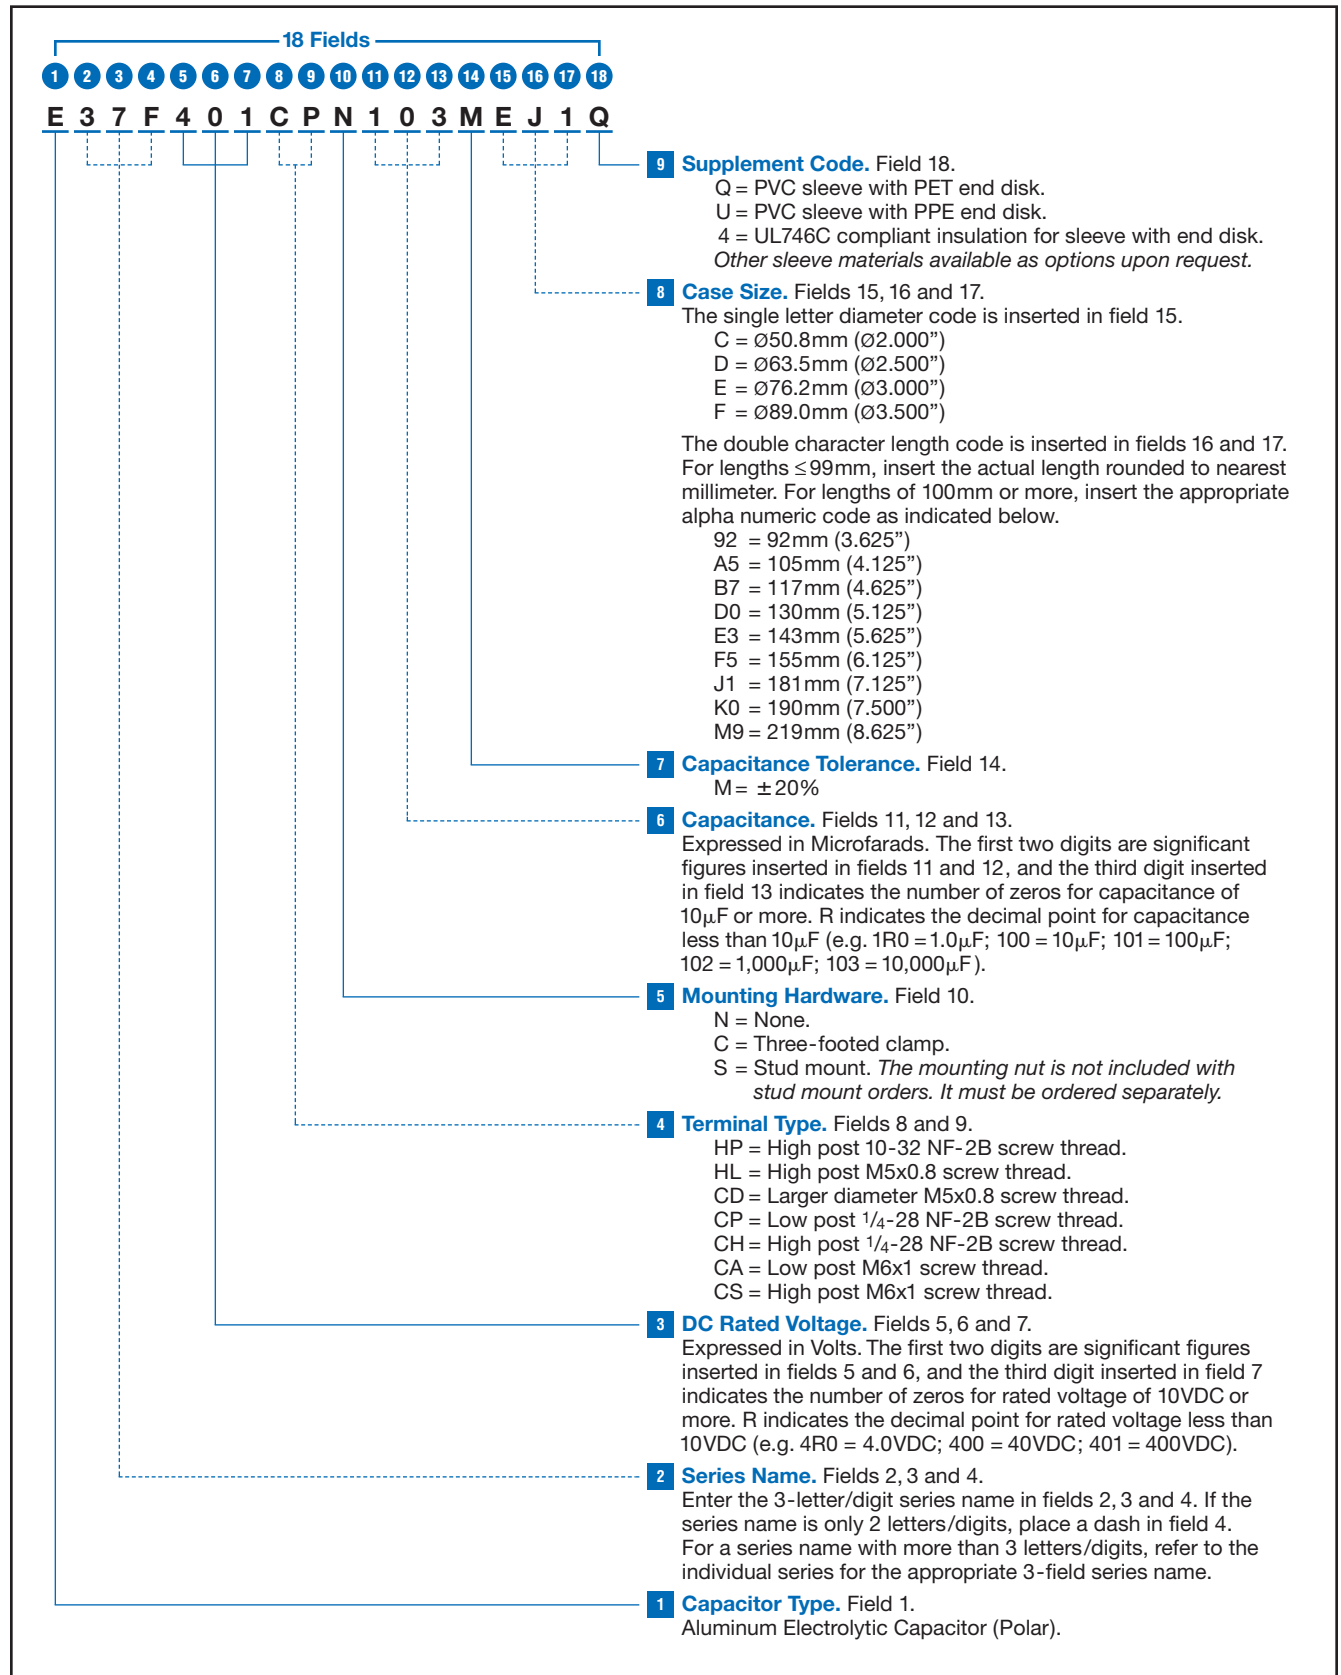 18 Fields
1 2 3 4 5 6 7 8 9 10 11 12 13 14 15 16 17 18
E 3 7 F 4 0 1 C P N 1 0 3 M E J 1 Q
9 Supplement Code. Field 18.
Q = PVC sleeve with PET end disk.
U = PVC sleeve with PPE end disk.
4 = UL746C compliant insulation for sleeve with end disk.
Other sleeve materials available as options upon request.
8 Case Size. Fields 15, 16 and 17.
The single letter diameter code is inserted in field 15.
C = Ø50.8mm (Ø2.000”)
D = Ø63.5mm (Ø2.500”)
E = Ø76.2mm (Ø3.000”)
F = Ø89.0mm (Ø3.500”)
The double character length code is inserted in fields 16 and 17.
For lengths ≤99mm, insert the actual length rounded to nearest
millimeter. For lengths of 100mm or more, insert the appropriate
alpha numeric code as indicated below.
92 = 92mm (3.625”)
A5 = 105mm (4.125”)
B7 = 117mm (4.625”)
D0 = 130mm (5.125”)
E3 = 143mm (5.625”)
F5 = 155mm (6.125”)
J1 = 181mm (7.125”)
K0 = 190mm (7.500”)
M9 = 219mm (8.625”)
7 Capacitance Tolerance. Field 14.
M = ±20%
6 Capacitance. Fields 11, 12 and 13.
Expressed in Microfarads. The first two digits are significant
figures inserted in fields 11 and 12, and the third digit inserted
in field 13 indicates the number of zeros for capacitance of
10µF or more. R indicates the decimal point for capacitance
less than 10µF (e.g. 1R0 = 1.0µF; 100 = 10µF; 101 = 100µF;
102 = 1,000µF; 103 = 10,000µF).
5 Mounting Hardware. Field 10.
N = None.
C = Three-footed clamp.
S = Stud mount. The mounting nut is not included with
stud mount orders. It must be ordered separately.
4 Terminal Type. Fields 8 and 9.
HP = High post 10-32 NF-2B screw thread.
HL = High post M5x0.8 screw thread.
CD = Larger diameter M5x0.8 screw thread.
CP = Low post 1/4-28 NF-2B screw thread.
CH = High post 1/4-28 NF-2B screw thread.
CA = Low post M6x1 screw thread.
CS = High post M6x1 screw thread.
3 DC Rated Voltage. Fields 5, 6 and 7.
Expressed in Volts. The first two digits are significant figures
inserted in fields 5 and 6, and the third digit inserted in field 7
indicates the number of zeros for rated voltage of 10VDC or
more. R indicates the decimal point for rated voltage less than
10VDC (e.g. 4R0 = 4.0VDC; 400 = 40VDC; 401 = 400VDC).
2 Series Name. Fields 2, 3 and 4.
Enter the 3-letter/digit series name in fields 2, 3 and 4. If the
series name is only 2 letters/digits, place a dash in field 4.
For a series name with more than 3 letters/digits, refer to the
individual series for the appropriate 3-field series name.
1 Capacitor Type. Field 1.
Aluminum Electrolytic Capacitor (Polar).